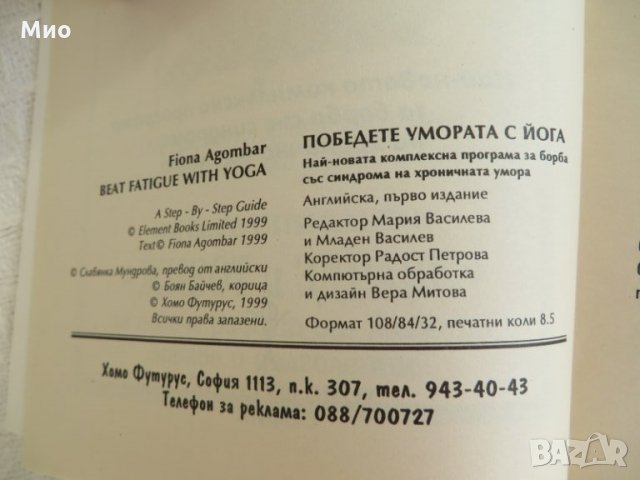 Мио
Fiona Agombar
BEAT FATIGUE WITH YOGA
A Step - By - Step Guide
© Element Books Limited 1999
Text© Fiona Agombar 1999
© Славянка Мундрова, превод от английски
© Боян Байчев, корица
© Хомо Футурус, 1999
Всички права запазени.
ПОБЕДЕТЕ УМОРАТА С ЙОГА
Най-новата комплексна програма за борба
със синдрома на хроничната умора
Английска, първо издание
Редактор Мария Василева
и Младен Василев
Коректор Радост Петрова
Компютърна обработка
и дизайн Вера Митова
Формат 108/84/32, печатни коли 8.5
Хомо Футурус, София 1113, п.к. 307, тел. 943-40-43
Телефон за реклама: 088/700727
BAZAR